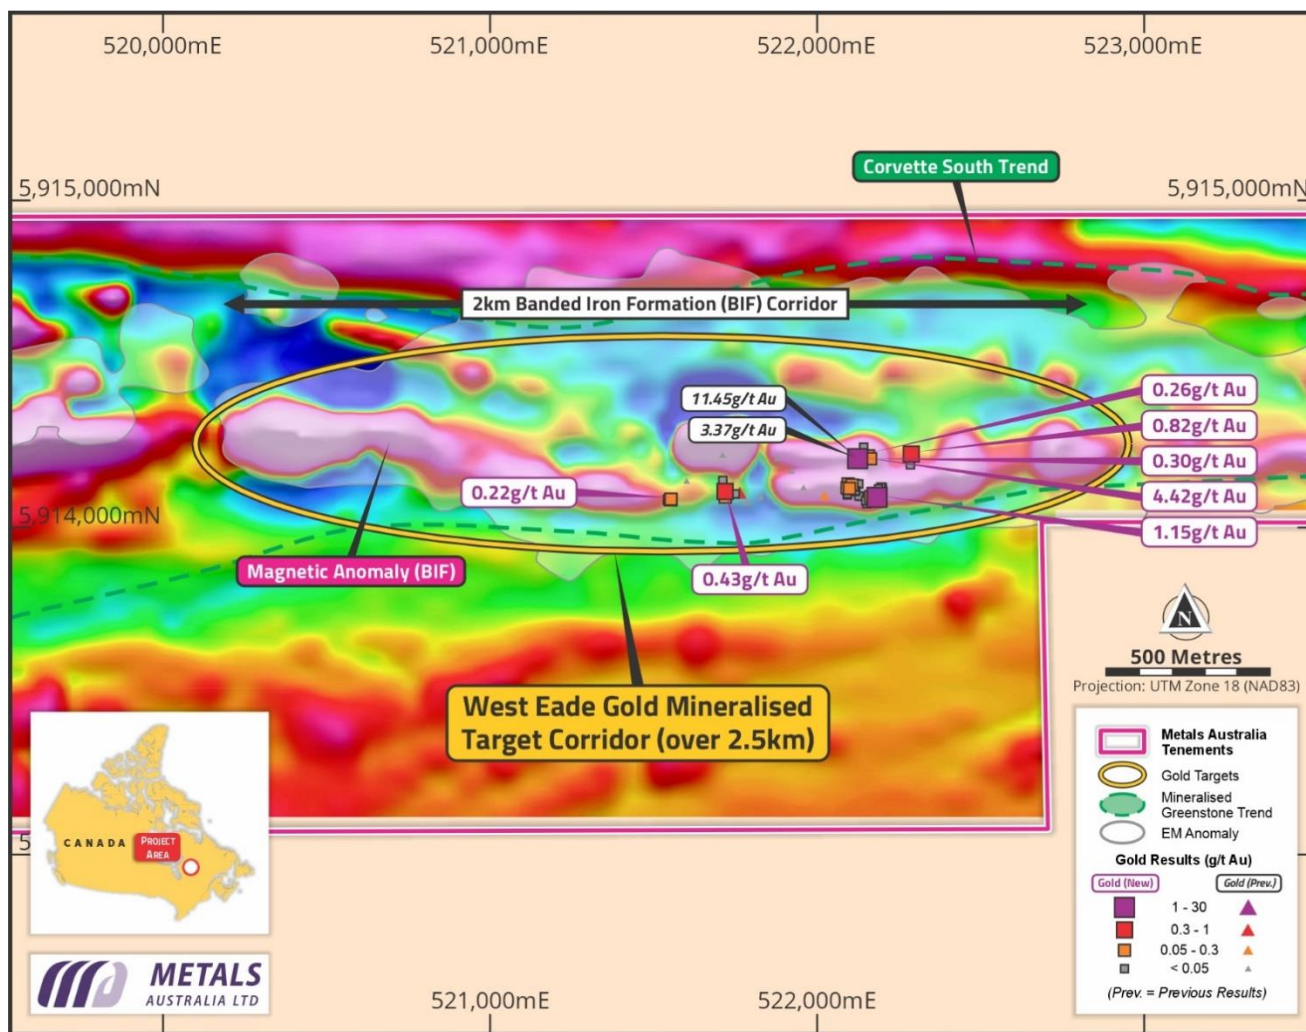 520,000mE
521,000mE
522,000mE
523,000mE
Corvette South Trend
5,915,000mN
5,915,000mN
2km Banded Iron Formation (BIF) Corridor
11.45g/t Au
0.26g/t Au
3.37g/t Au
0.82g/t Au
0.30g/t Au
0.22g/t Au
4.42g/t Au
5,914,000mN
1.15g/t Au
Magnetic Anomaly (BIF)
0.43g/t Au
N
500 Metres
Projection: UTM Zone 18 (NAD83)
West Eade Gold Mineralised
Target Corridor (over 2.5km)
CANADA
PROJECT
AREA
5
Metals Australia
Tenements
Gold Targets
Mineralised
Greenstone Trend
EM Anomaly
Gold Results (g/t Au)
Gold (New)
Gold (Prev.)
1 - 30
0.3 - 1
0.05 - 0.3
< 0.05
(Prev. = Previous Results)
METALS
AUSTRALIA LTD
521,000mE
522,000mE